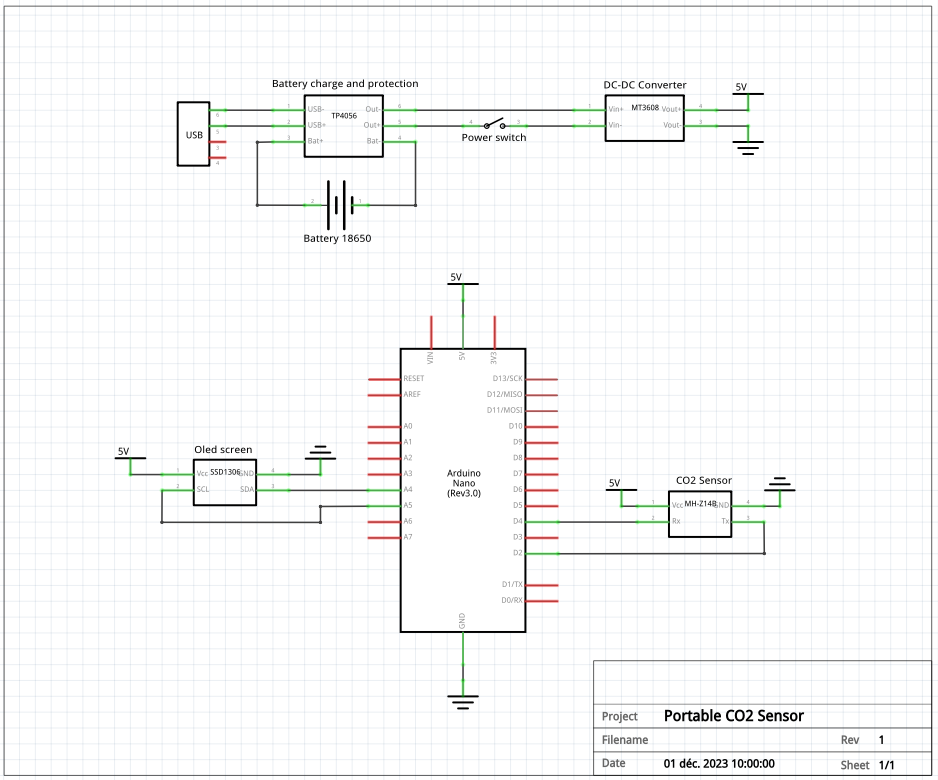 Battery charge and protection
DC-DC Converter
5V
USB
6
5
3
4
1
2
3
USB-
USB+
Bat+
TP4056
Out-
Out+
Bat-
6
5
4
4
3
Power switch
1
2
Vin+
Vin-
MT3608
Vout+
Vout-
4
3
2
1
Battery 18650
5V
VIN
5V
3V3
RESET
AREF
A0
A1
A2
A3
A4
A5
A6
A7
Arduino
Nano
(Rev3.0)
D13/SCK
D12/MISO
D11/MOSI
D10
D9
D8
D7
D6
D5
D4
D3
D2
D1/TX
D0/RX
GND
Oled screen
5V
1
2
Vcc
SCL
SSD1306
GND
SDA
4
3
CO2 Sensor
5V
1
2
Vcc
Rx
MH-Z14B
GND
Tx
4
3
Project Portable CO2 Sensor
Filename Rev 1
Date 01 déc. 2023 10:00:00 Sheet 1/1